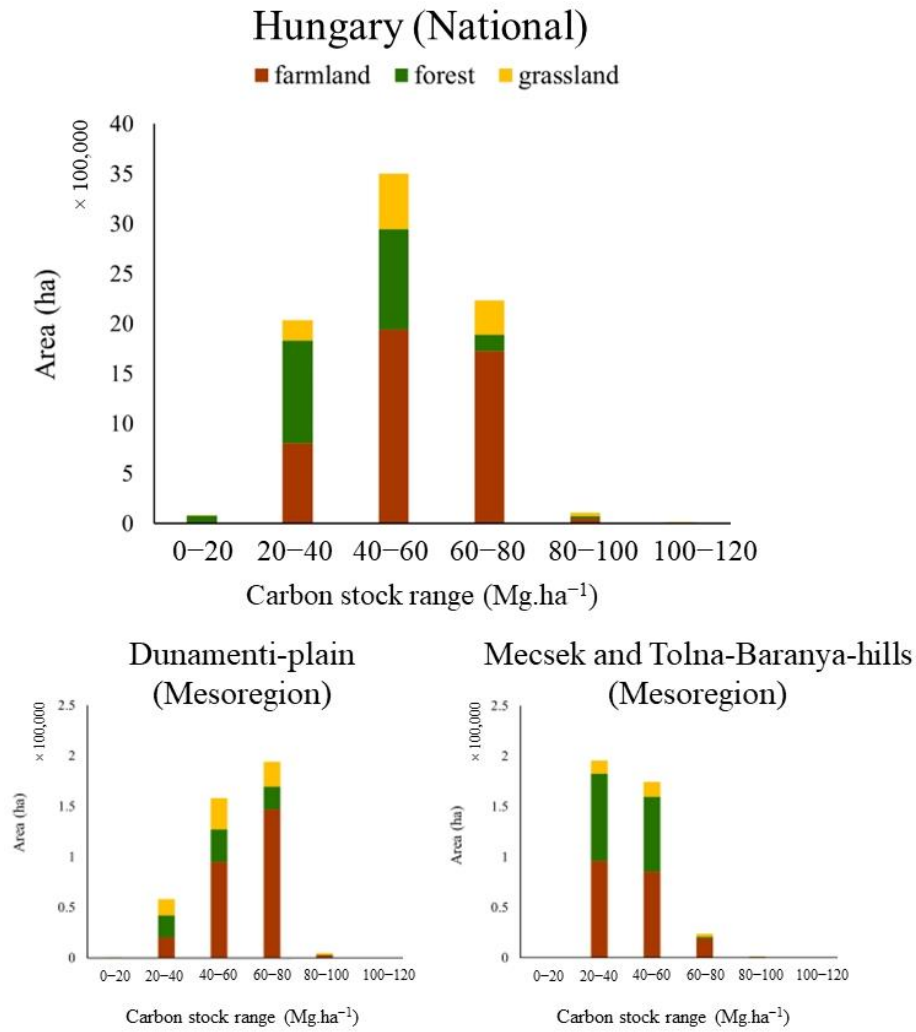 Hungary (National)
farmland forest grassland
× 100,000
Area (ha)
40
35
30
25
20
15
10
5
0
0−20 20−40 40−60 60−80 80−100 100−120
Carbon stock range (Mg.ha⁻¹)
Dunamenti-plain
(Mesoregion)
× 100,000
Area (ha)
2.5
2
1.5
1
0.5
0
0−20 20−40 40−60 60−80 80−100 100−120
Carbon stock range (Mg.ha⁻¹)
Mecsek and Tolna-Baranya-hills
(Mesoregion)
× 100,000
Area (ha)
2.5
2
1.5
1
0.5
0
0−20 20−40 40−60 60−80 80−100 100−120
Carbon stock range (Mg.ha⁻¹)